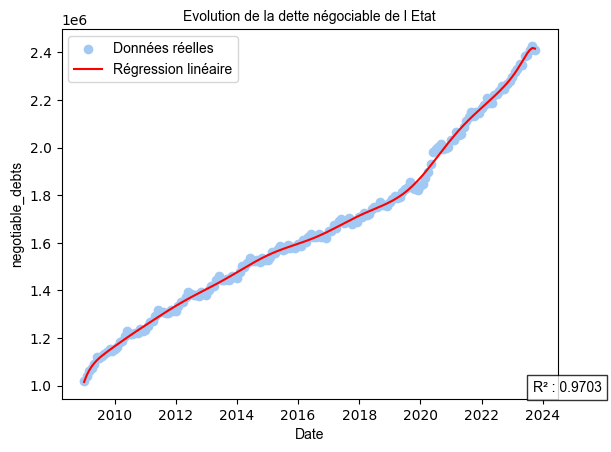 Evolution de la dette négociable de l Etat
1e6
Données réelles
Régression linéaire
2.4
2.2
2.0
1.8
1.6
1.4
1.2
1.0
negotiable_debts
R² : 0.9703
2010 2012 2014 2016 2018 2020 2022 2024
Date